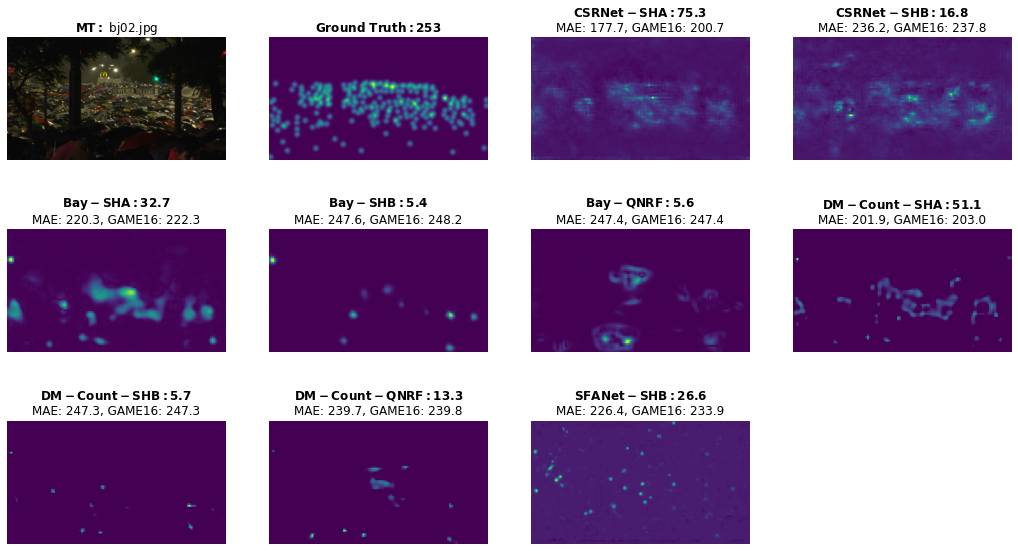 MT: bj02.jpg
Ground Truth:253
CSRNet−SHA:75.3
MAE: 177.7, GAME16: 200.7
CSRNet−SHB:16.8
MAE: 236.2, GAME16: 237.8
Bay−SHA:32.7
MAE: 220.3, GAME16: 222.3
Bay−SHB:5.4
MAE: 247.6, GAME16: 248.2
Bay−QNRF:5.6
MAE: 247.4, GAME16: 247.4
DM−Count−SHA:51.1
MAE: 201.9, GAME16: 203.0
DM−Count−SHB:5.7
MAE: 247.3, GAME16: 247.3
DM−Count−QNRF:13.3
MAE: 239.7, GAME16: 239.8
SFANet−SHB:26.6
MAE: 226.4, GAME16: 233.9